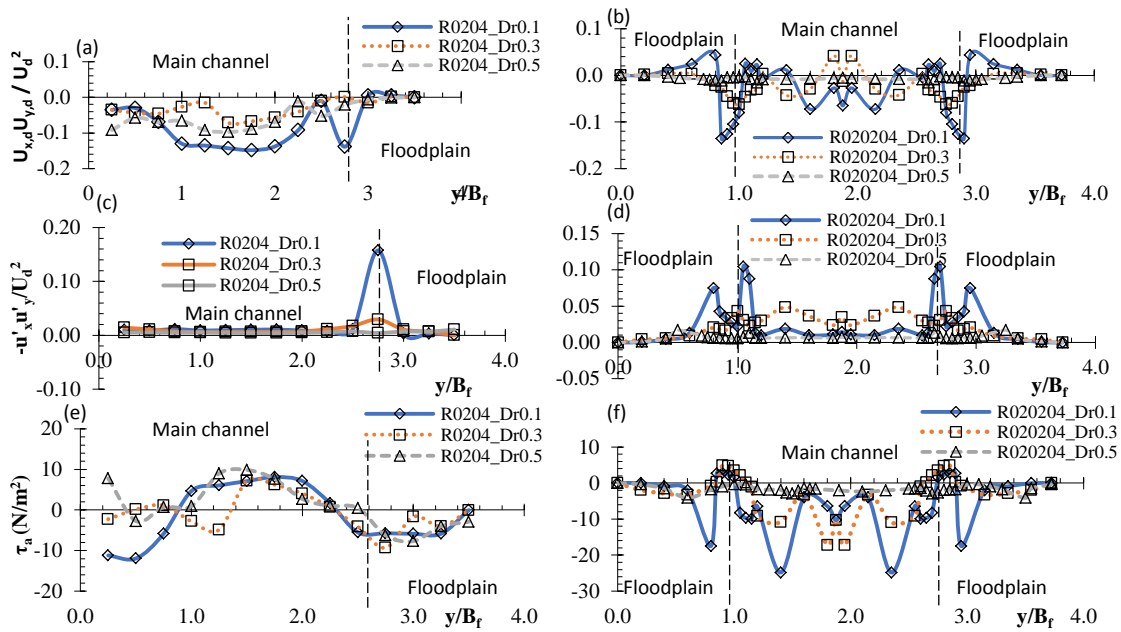 (a)
R0204_Dr0.1
R0204_Dr0.3
R0204_Dr0.5
Main channel
Floodplain
U_x,d U_y,d / U_d^2
0.1
0.0
-0.1
-0.2
0.0 1 2 3 4
y/B_f
(b)
Floodplain Main channel Floodplain
R020204_Dr0.1
R020204_Dr0.3
R020204_Dr0.5
0.1
0.0
-0.1
-0.2
0.0 1.0 2.0 3.0 4.0
y/B_f
(c)
R0204_Dr0.1
R0204_Dr0.3
R0204_Dr0.5
Floodplain
Main channel
-u'_x u'_y/U_d^2
0.20
0.10
0.00
-0.10
0.0 1.0 2.0 3.0 4.0
y/B_f
(d)
R020204_Dr0.1
R020204_Dr0.3
R020204_Dr0.5
Floodplain Floodplain
Main channel
0.15
0.10
0.05
0.00
-0.05
0.0 1.0 2.0 3.0 4.0
y/B_f
(e)
Main channel
R0204_Dr0.1
R0204_Dr0.3
R0204_Dr0.5
τ_a (N/m^2)
20
10
0
-10
-20
Floodplain
0.0 1.0 2.0 3.0 4.0
y/B_f
(f)
R020204_Dr0.1
R020204_Dr0.3
R020204_Dr0.5
Main channel
10
0
-10
-20
-30
Floodplain Floodplain
0.0 1.0 2.0 3.0 4.0
y/B_f